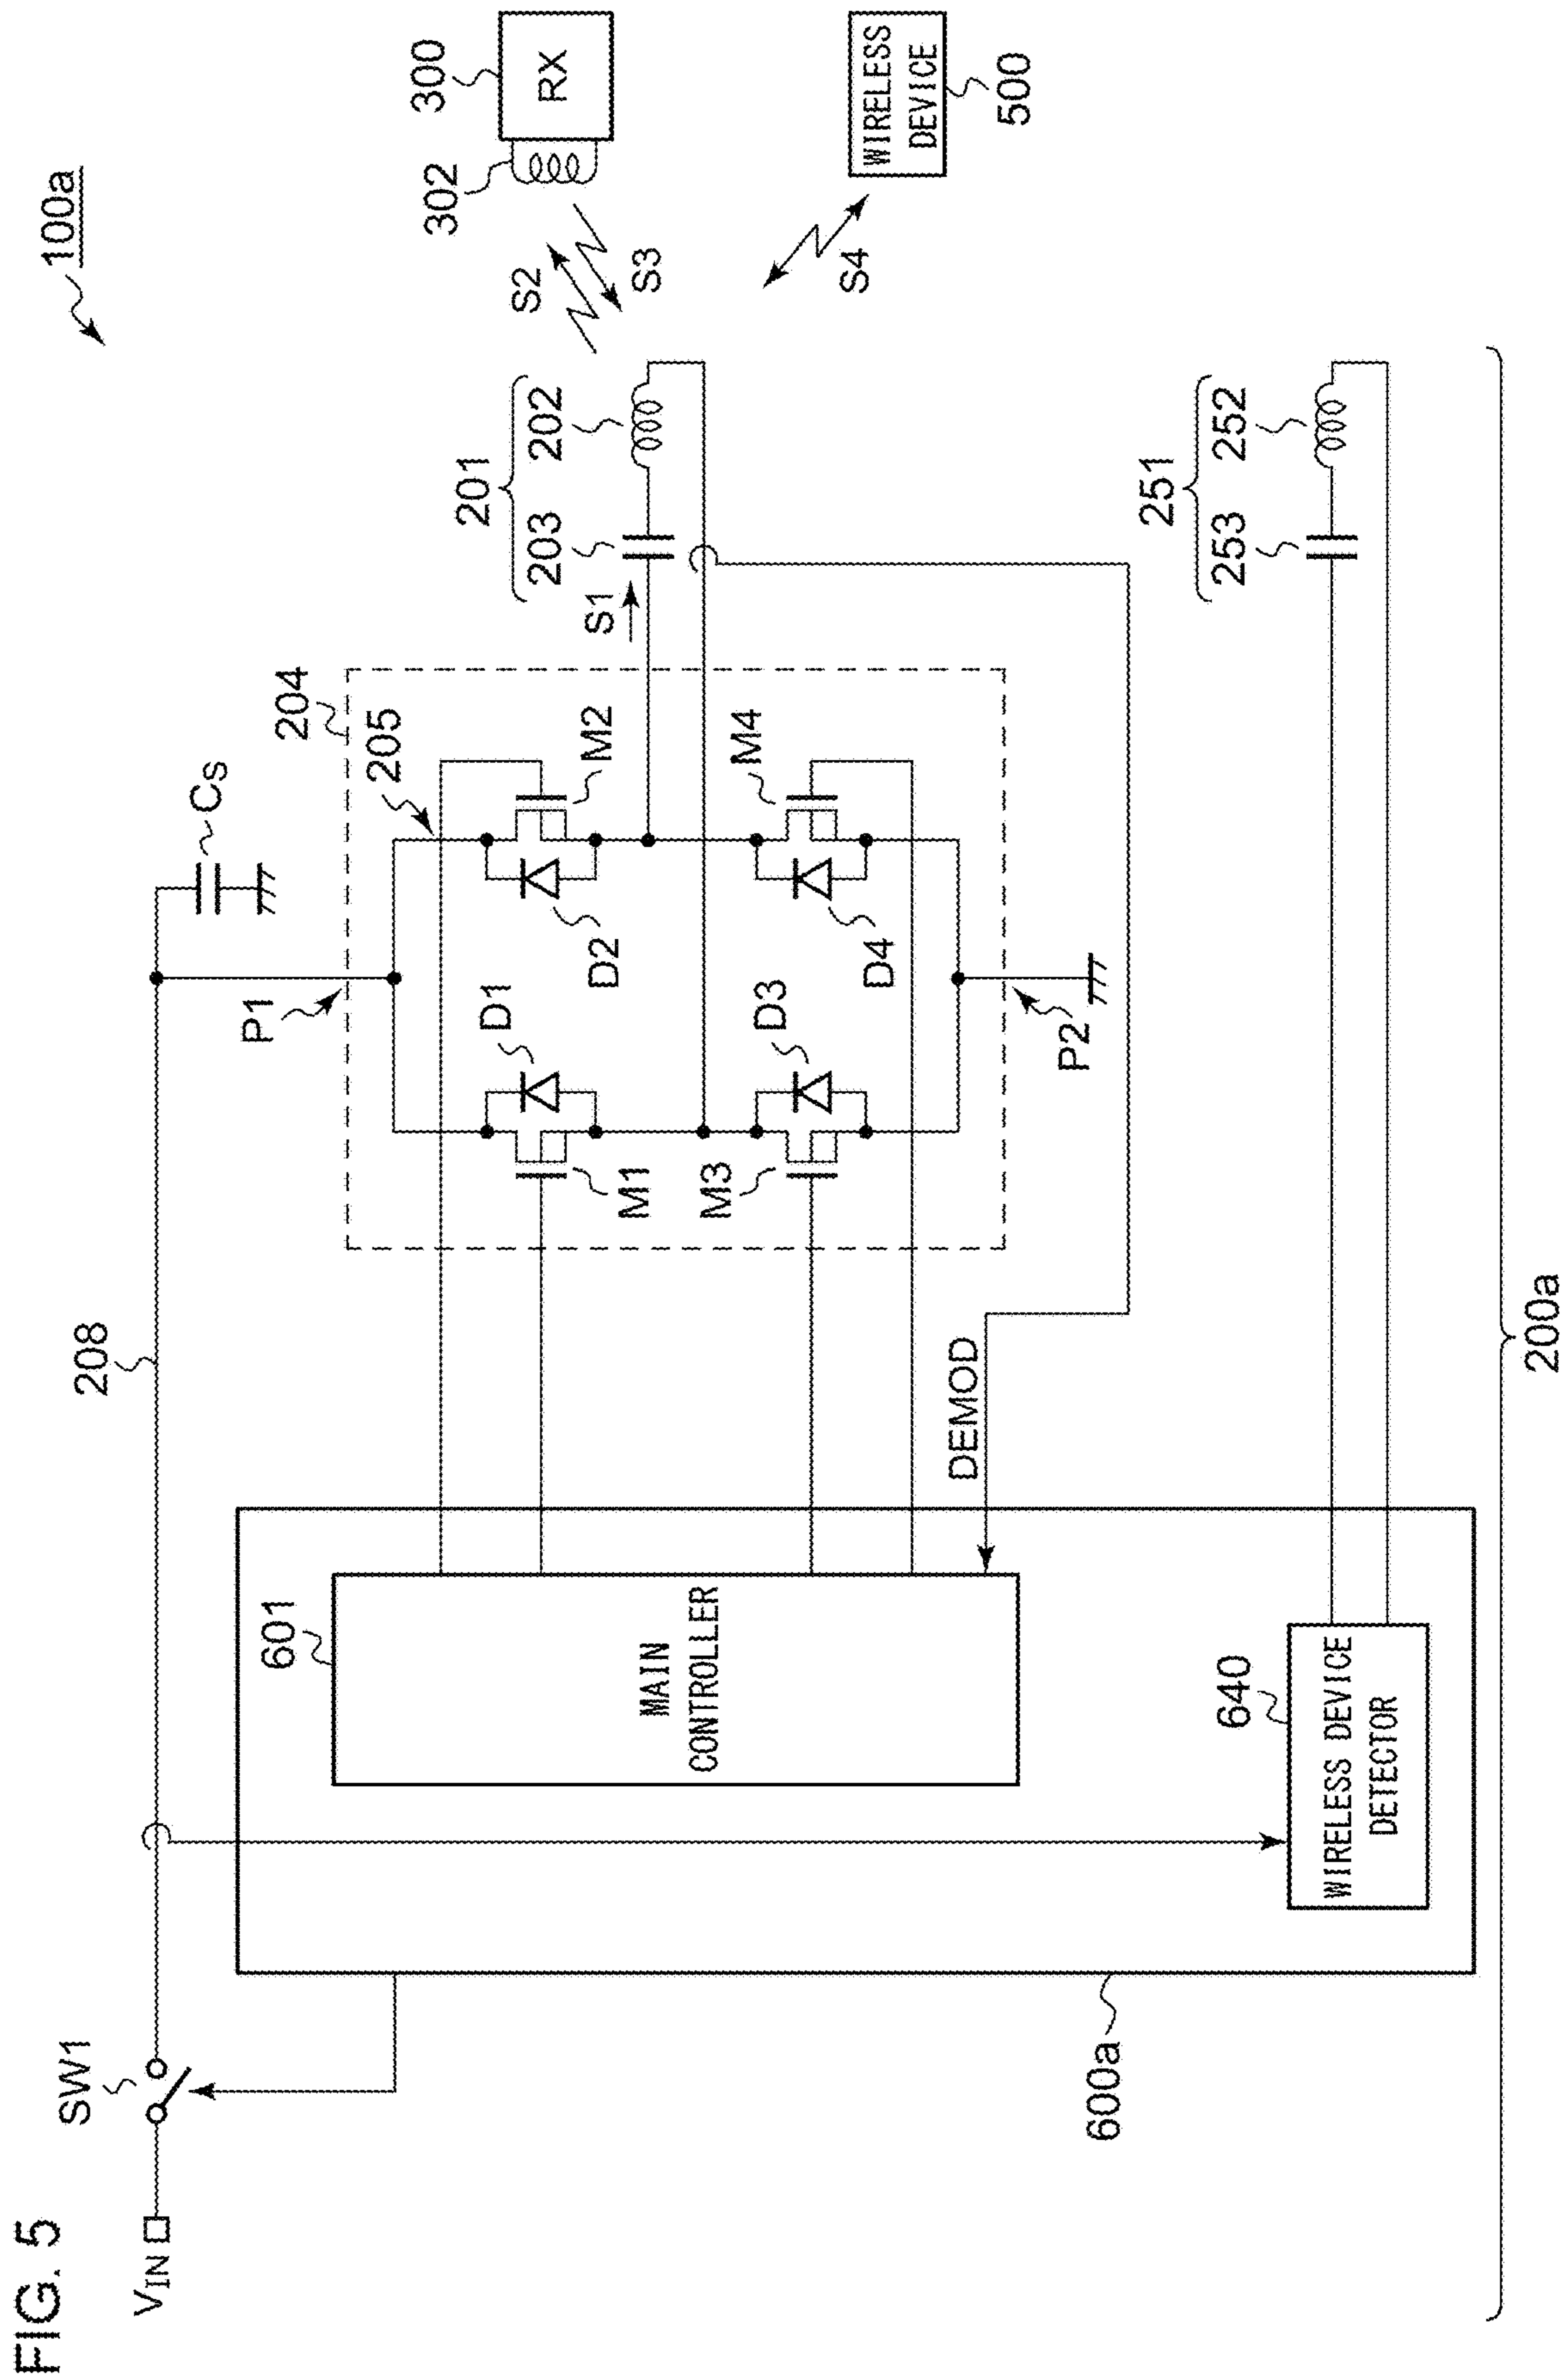 FIG. 5
100a
VIN
SW1
208
CS
P1
204
205
M2
D2
D1
M1
M4
D4
D3
M3
P2
S1
201
203
202
S2
S3
302
300
RX
S4
WIRELESS
DEVICE
500
601
MAIN
CONTROLLER
DEMOD
251
253
252
640
WIRELESS DEVICE
DETECTOR
600a
200a